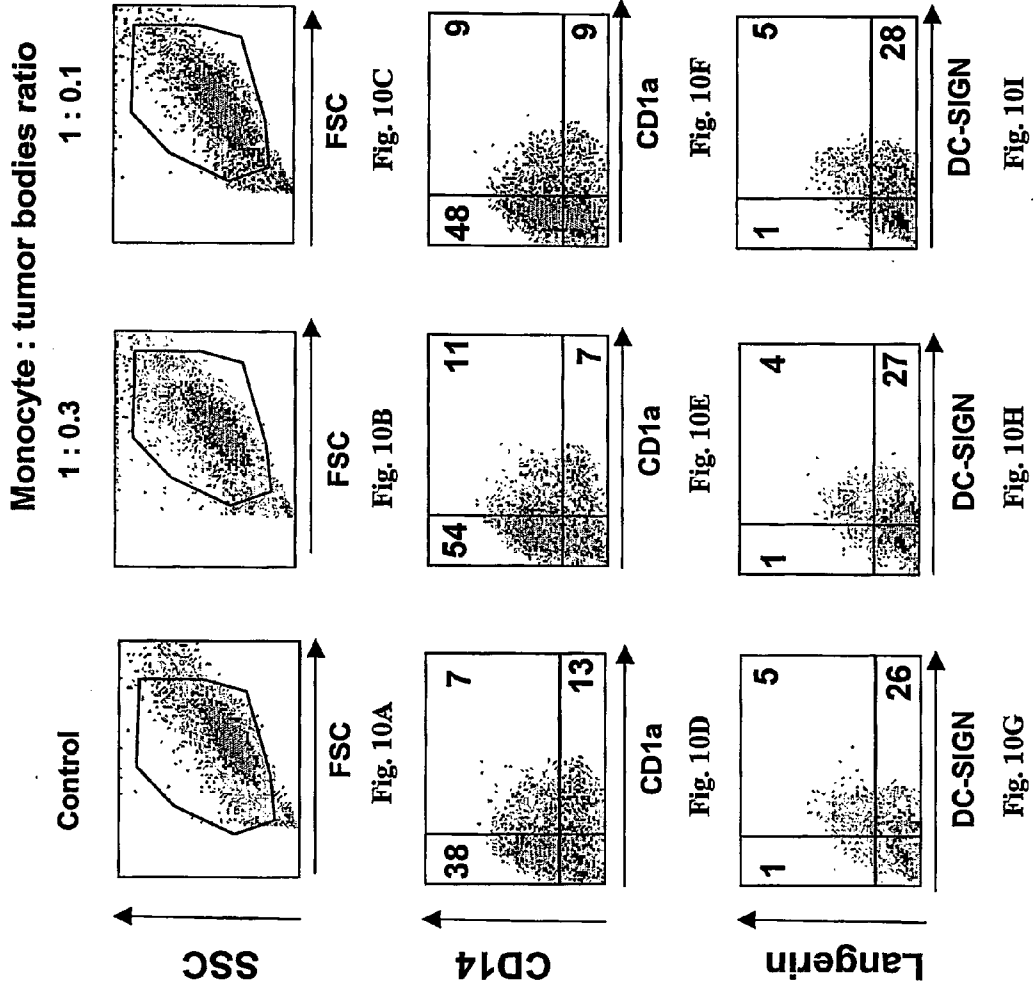 Monocyte : tumor bodies ratio
Control
1 : 0.3
1 : 0.1
SSC
FSC
FSC
FSC
Fig. 10A
Fig. 10B
Fig. 10C
CD14
38
7
13
54
11
7
48
9
9
CD1a
CD1a
CD1a
Fig. 10D
Fig. 10E
Fig. 10F
Langerin
1
5
26
1
4
27
1
5
28
DC-SIGN
DC-SIGN
DC-SIGN
Fig. 10G
Fig. 10H
Fig. 10I